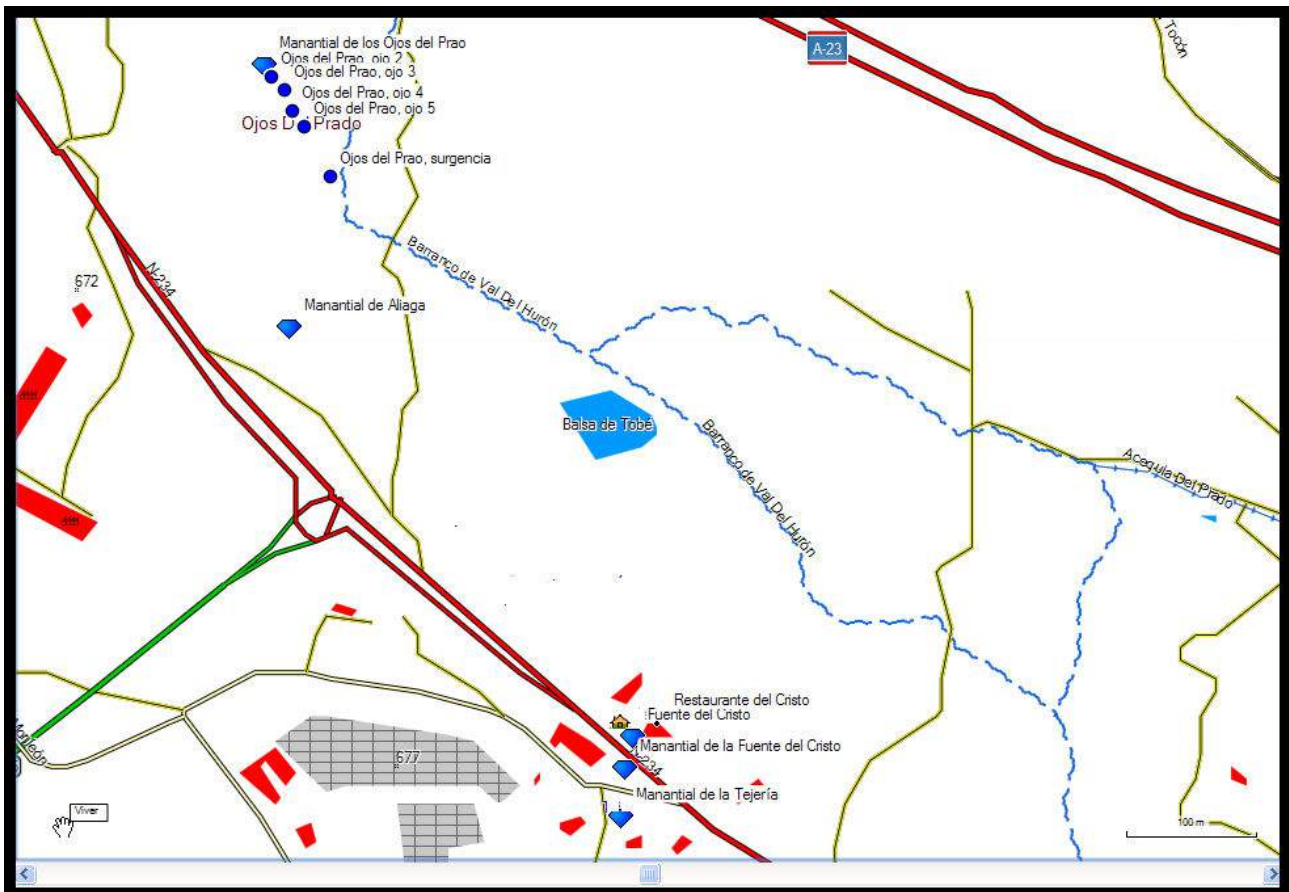 Manantial de los Ojos del Prao
Ojos del Prao, ojo 2
Ojos del Prao, ojo 3
Ojos del Prao, ojo 4
Ojos del Prao, ojo 5
Ojos D l Prado
Ojos del Prao, surgencia
A-23
Tocón
Barranco de Val Del Hurón
N-234
672
Manantial de Aliaga
Balsa de Tobé
Barranco de Val Del Hurón
Acequia Del Prado
Restaurante del Cristo
Fuente del Cristo
Manantial de la Fuente del Cristo
N-234
677
Manantial de la Tejería
Monleón
Viver
100 m